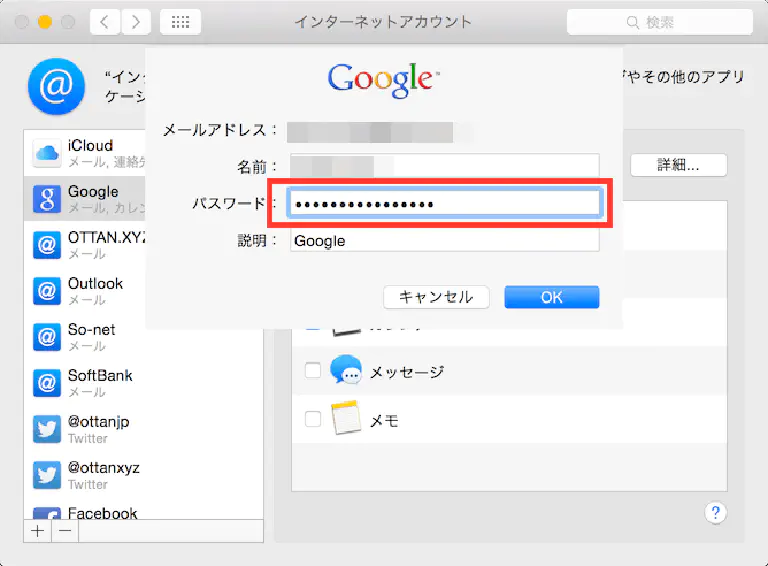 インターネットアカウント
検索
“インタ
ケーシ
やその他のアプリ
Google
メールアドレス：
名前：
パスワード：
••••••••••••••••
説明：
Google
キャンセル
OK
詳細...
iCloud
メール, 連絡先
Google
メール, カレン
OTTAN.XYZ
メール
Outlook
メール
So-net
メール
SoftBank
メール
@ottanjp
Twitter
@ottanxyz
Twitter
Facebook
メッセージ
メモ
+
−
?